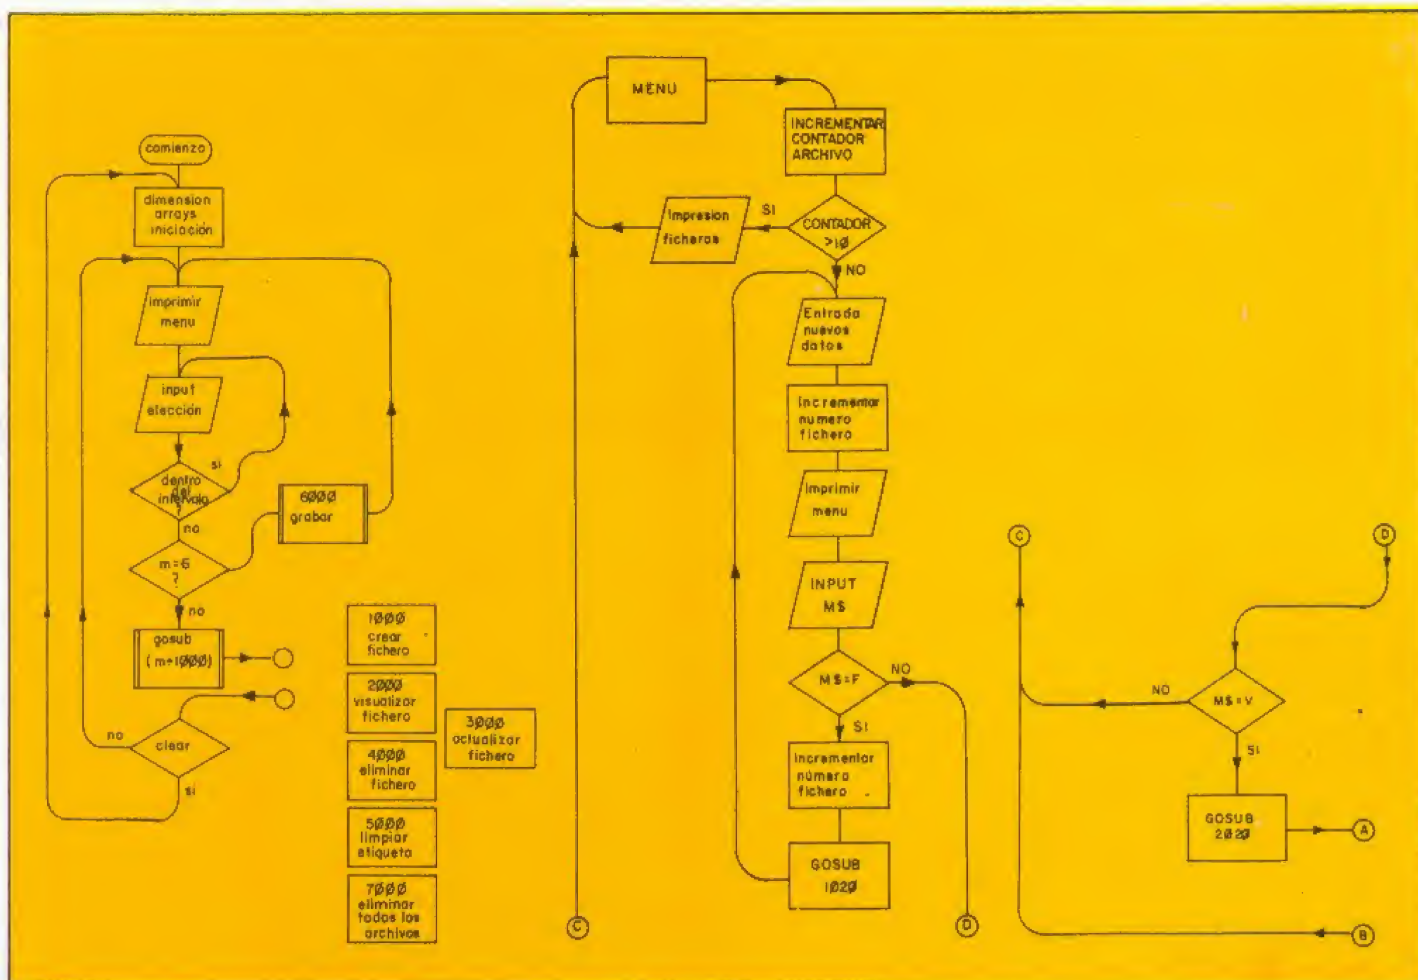 comienzo
dimension
arrays
iniciación
imprimir
menu
input
elección
si
dentro
del
intervalo
?
no
6000
grabar
m=6
?
no
gosub
(m*1000)
no
clear
si
1000
crear
fichero
2000
visualizar
fichero
3000
actualizar
fichero
4000
eliminar
fichero
5000
limpiar
etiqueta
7000
eliminar
todos los
archivos
MENU
INCREMENTAR
CONTADOR
ARCHIVO
Impresion
ficheros
SI
CONTADOR
>10
NO
Entrada
nuevos
datos
Incrementar
numero
fichero
Imprimir
menu
INPUT
M$
M$=F
NO
SI
Incrementar
número
fichero
GOSUB
1020
C
D
C
D
NO
M$=V
SI
GOSUB
2020
A
B